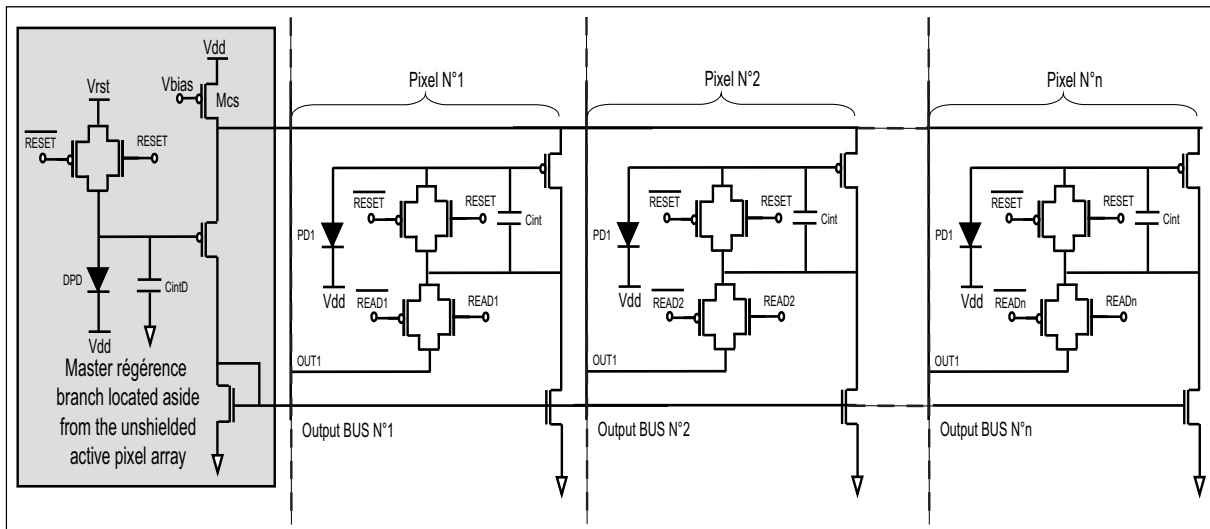 Vdd
Vbias
Mcs
Vrst
RESET
RESET
DPD
CintD
Vdd
Master régérence
branch located aside
from the unshielded
active pixel array
Pixel N°1
RESET
RESET
Cint
PD1
Vdd
READ1
READ1
OUT1
Output BUS N°1
Pixel N°2
RESET
RESET
Cint
PD1
Vdd
READ2
READ2
OUT1
Output BUS N°2
Pixel N°n
RESET
RESET
Cint
PD1
Vdd
READn
READn
OUT1
Output BUS N°n